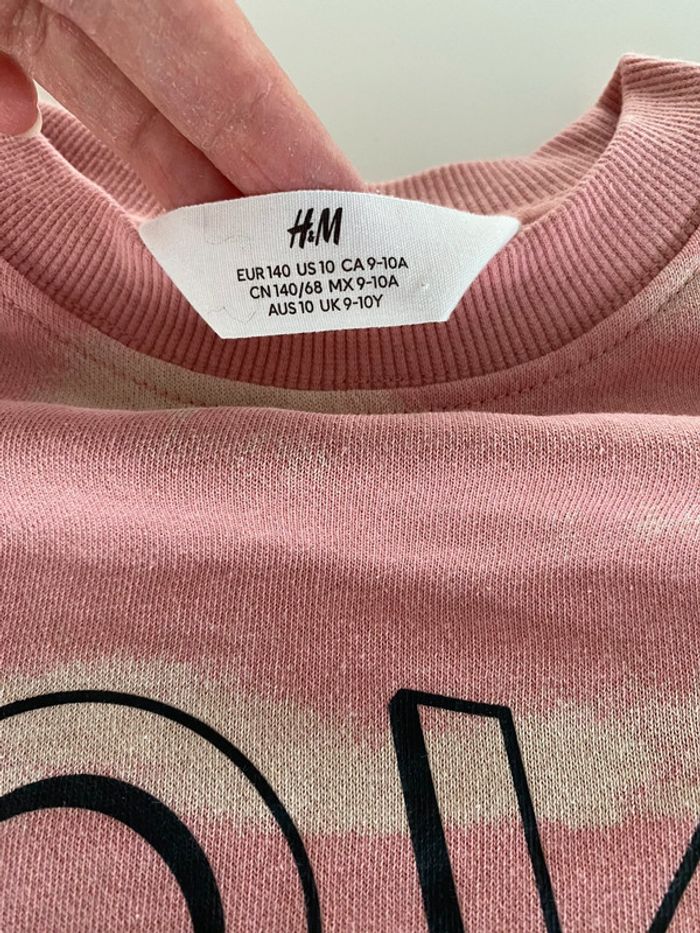 H&M
EUR 140 US 10 CA 9-10A
CN 140/68 MX 9-10A
AUS 10 UK 9-10Y